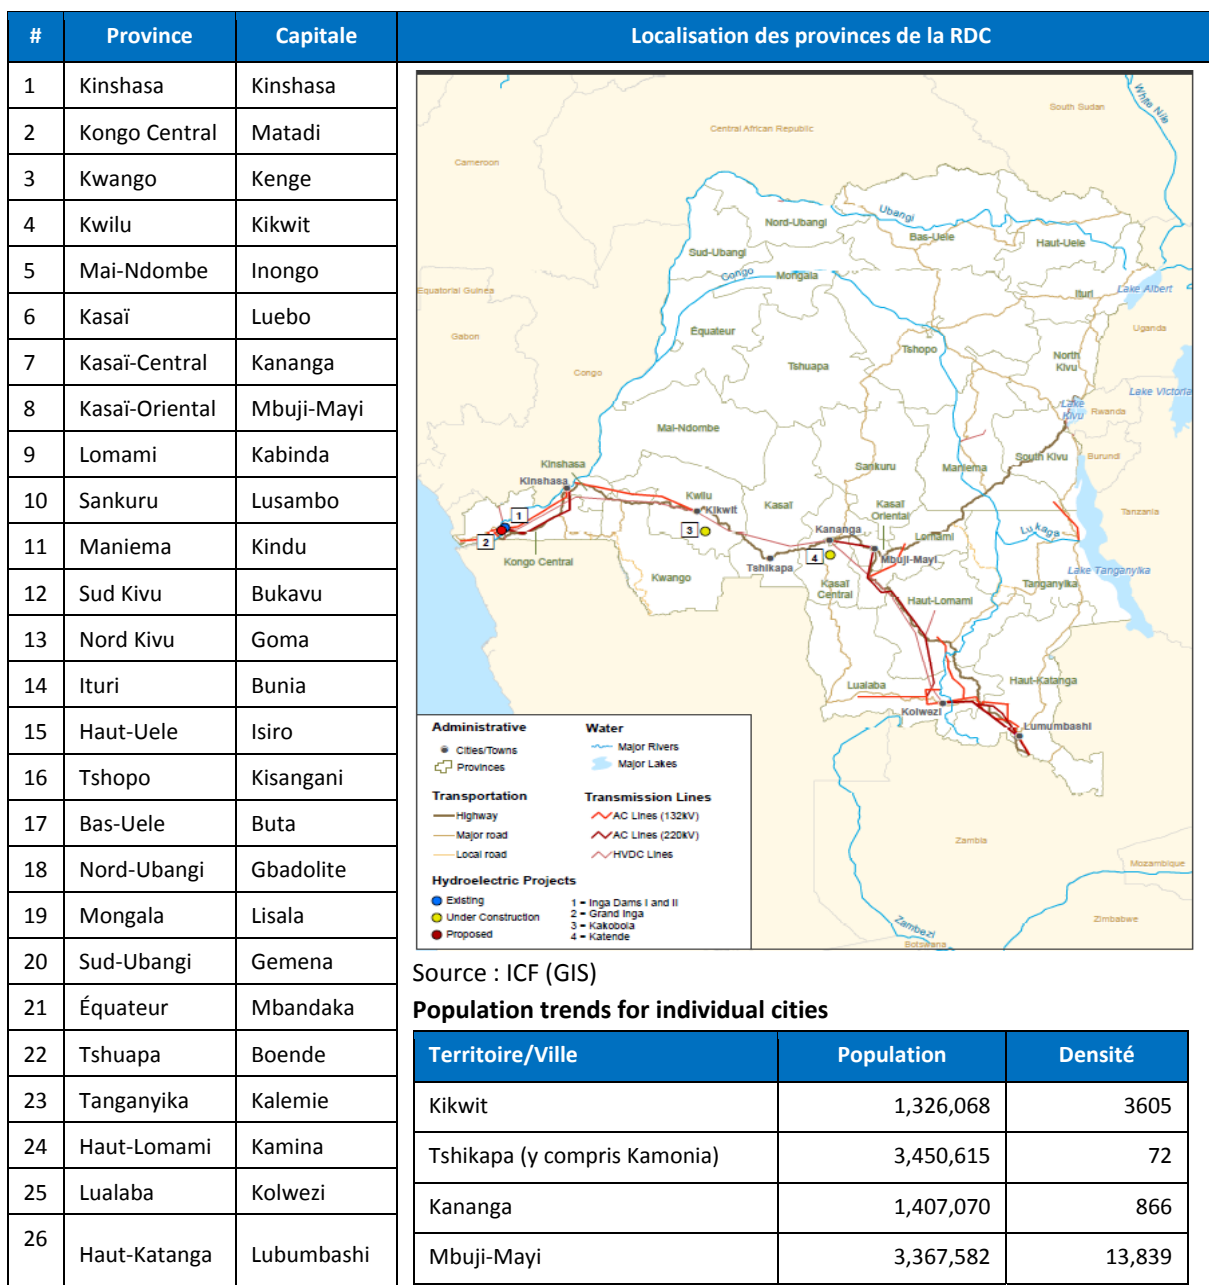 # Province Capitale Localisation des provinces de la RDC
1 Kinshasa Kinshasa
2 Kongo Central Matadi
3 Kwango Kenge
4 Kwilu Kikwit
5 Mai-Ndombe Inongo
6 Kasaï Luebo
7 Kasaï-Central Kananga
8 Kasaï-Oriental Mbuji-Mayi
9 Lomami Kabinda
10 Sankuru Lusambo
11 Maniema Kindu
12 Sud Kivu Bukavu
13 Nord Kivu Goma
14 Ituri Bunia
15 Haut-Uele Isiro
16 Tshopo Kisangani
17 Bas-Uele Buta
18 Nord-Ubangi Gbadolite
19 Mongala Lisala
20 Sud-Ubangi Gemena
21 Équateur Mbandaka
22 Tshuapa Boende
23 Tanganyika Kalemie
24 Haut-Lomami Kamina
25 Lualaba Kolwezi
26 Haut-Katanga Lubumbashi
White Nile
South Sudan
Central African Republic
Cameroon
Ubangi
Nord-Ubangi
Bas-Uele
Haut-Uele
Sud-Ubangi
Congo
Mongala
Equatorial Guinea
Ituri
Lake Albert
Gabon
Équateur
Uganda
Tshopo
North
Kivu
Tshuapa
Congo
Lake Victoria
Lake
Kivu
Rwanda
Mai-Ndombe
Kinshasa
Sankuru
Maniema
South Kivu
Burundi
Kinshasa
Kwilu
Kikwit
Kasaï
Kasaï
Oriental
Tanzania
1
2
3
4
Kananga
Lukaga
Lomami
Kongo Central
Mbuji-Mayi
Tshikapa
Lake Tanganyika
Kwango
Kasaï
Central
Tanganyika
Haut-Lomami
Lualaba
Haut-Katanga
Kolwezi
Lumumbashi
Zambia
Mozambique
Zimbabwe
Zambezi
Botswana
Administrative
Cities/Towns
Provinces
Water
Major Rivers
Major Lakes
Transportation
Highway
Major road
Local road
Transmission Lines
AC Lines (132kV)
AC Lines (220kV)
HVDC Lines
Hydroelectric Projects
Existing
Under Construction
Proposed
1 = Inga Dams I and II
2 = Grand Inga
3 = Kakobola
4 = Katende
Source : ICF (GIS)
Population trends for individual cities
Territoire/Ville Population Densité
Kikwit 1,326,068 3605
Tshikapa (y compris Kamonia) 3,450,615 72
Kananga 1,407,070 866
Mbuji-Mayi 3,367,582 13,839